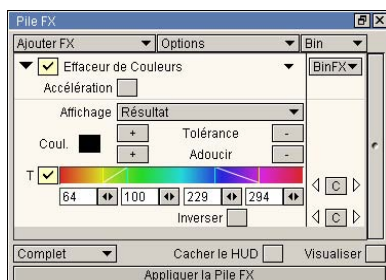 Pile FX
Ajouter FX Options Bin
Effaceur de Couleurs BinFX
Accélération
Affichage Résultat
Coul. + Tolérance -
+ Adoucir -
T
64 100 229 294 C
Inverser C
Complet Cacher le HUD Visualiser
Appliquer la Pile FX